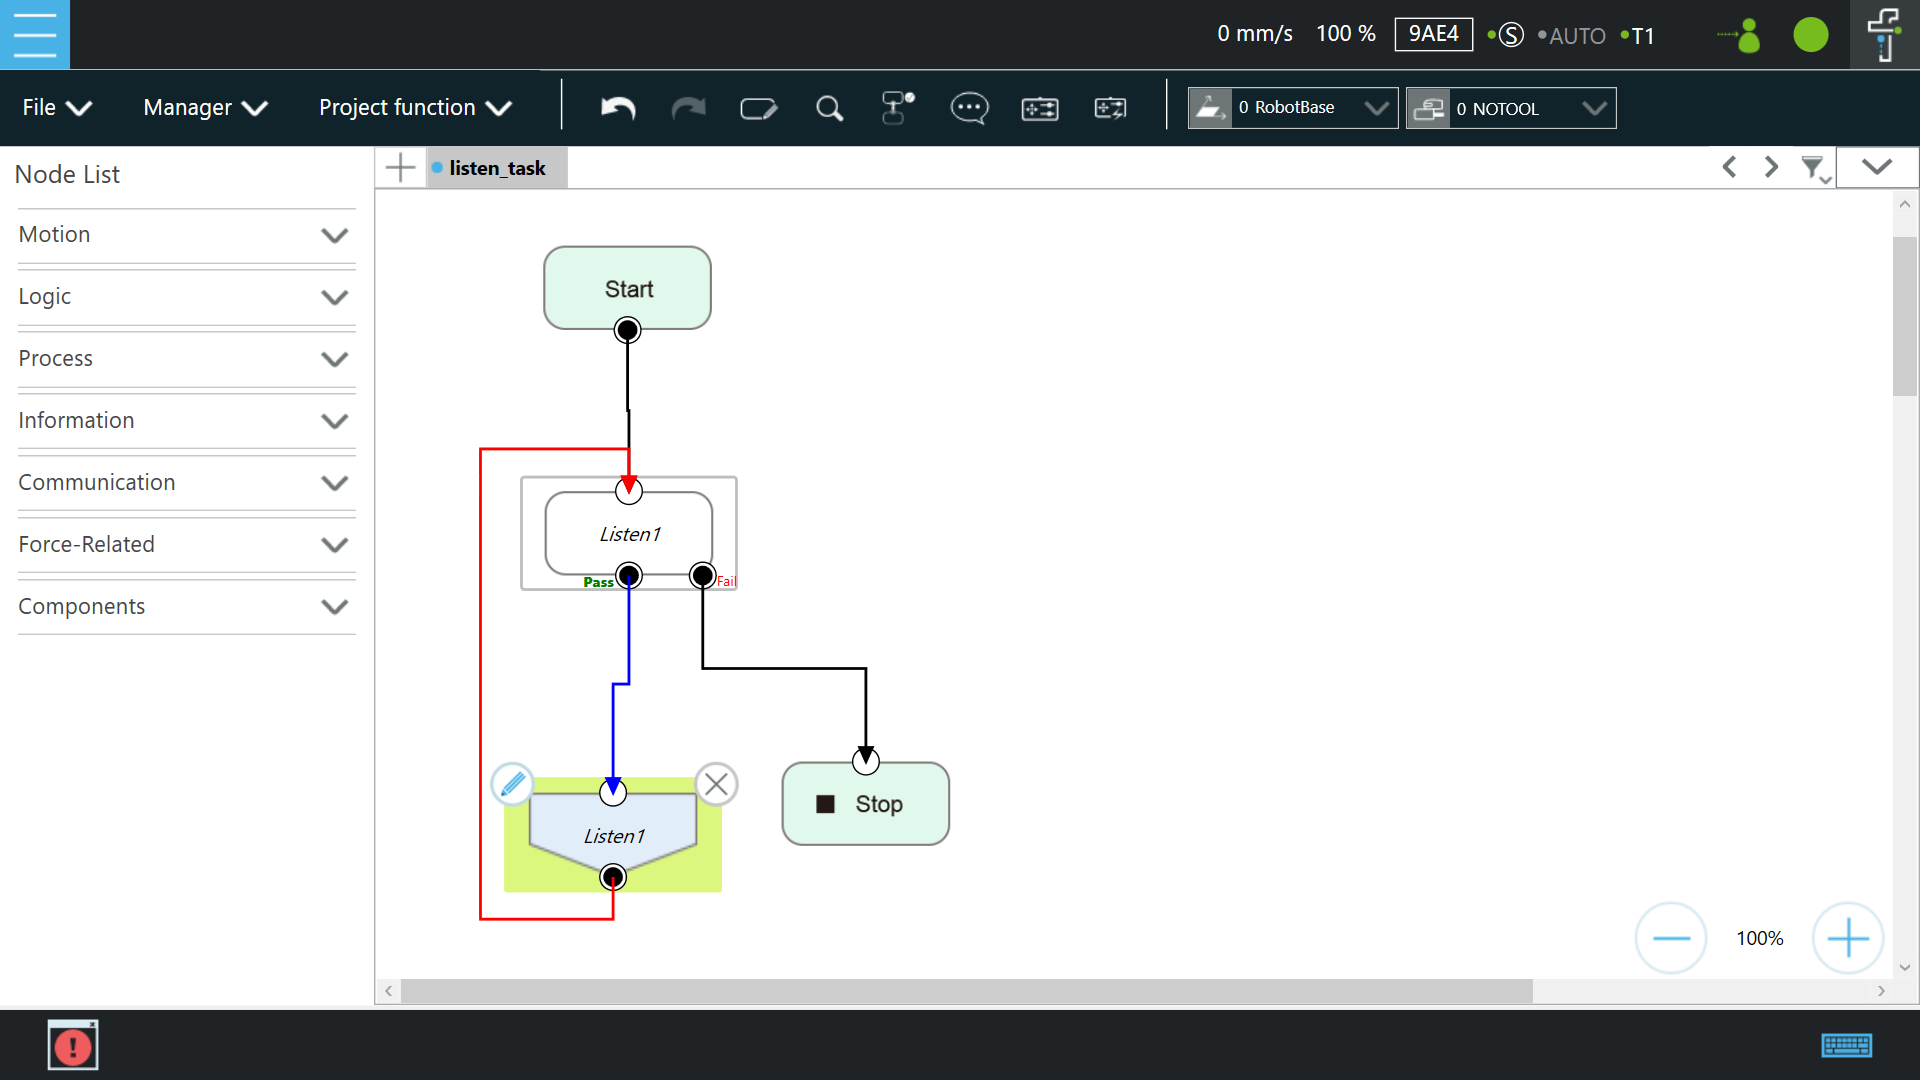 0 mm/s 100 % 9AE4 S AUTO T1
File Manager Project function 0 RobotBase 0 NOTOOL
Node List
Motion
Logic
Process
Information
Communication
Force-Related
Components
listen_task
Start
Listen1
Pass Fail
Listen1
Stop
100%